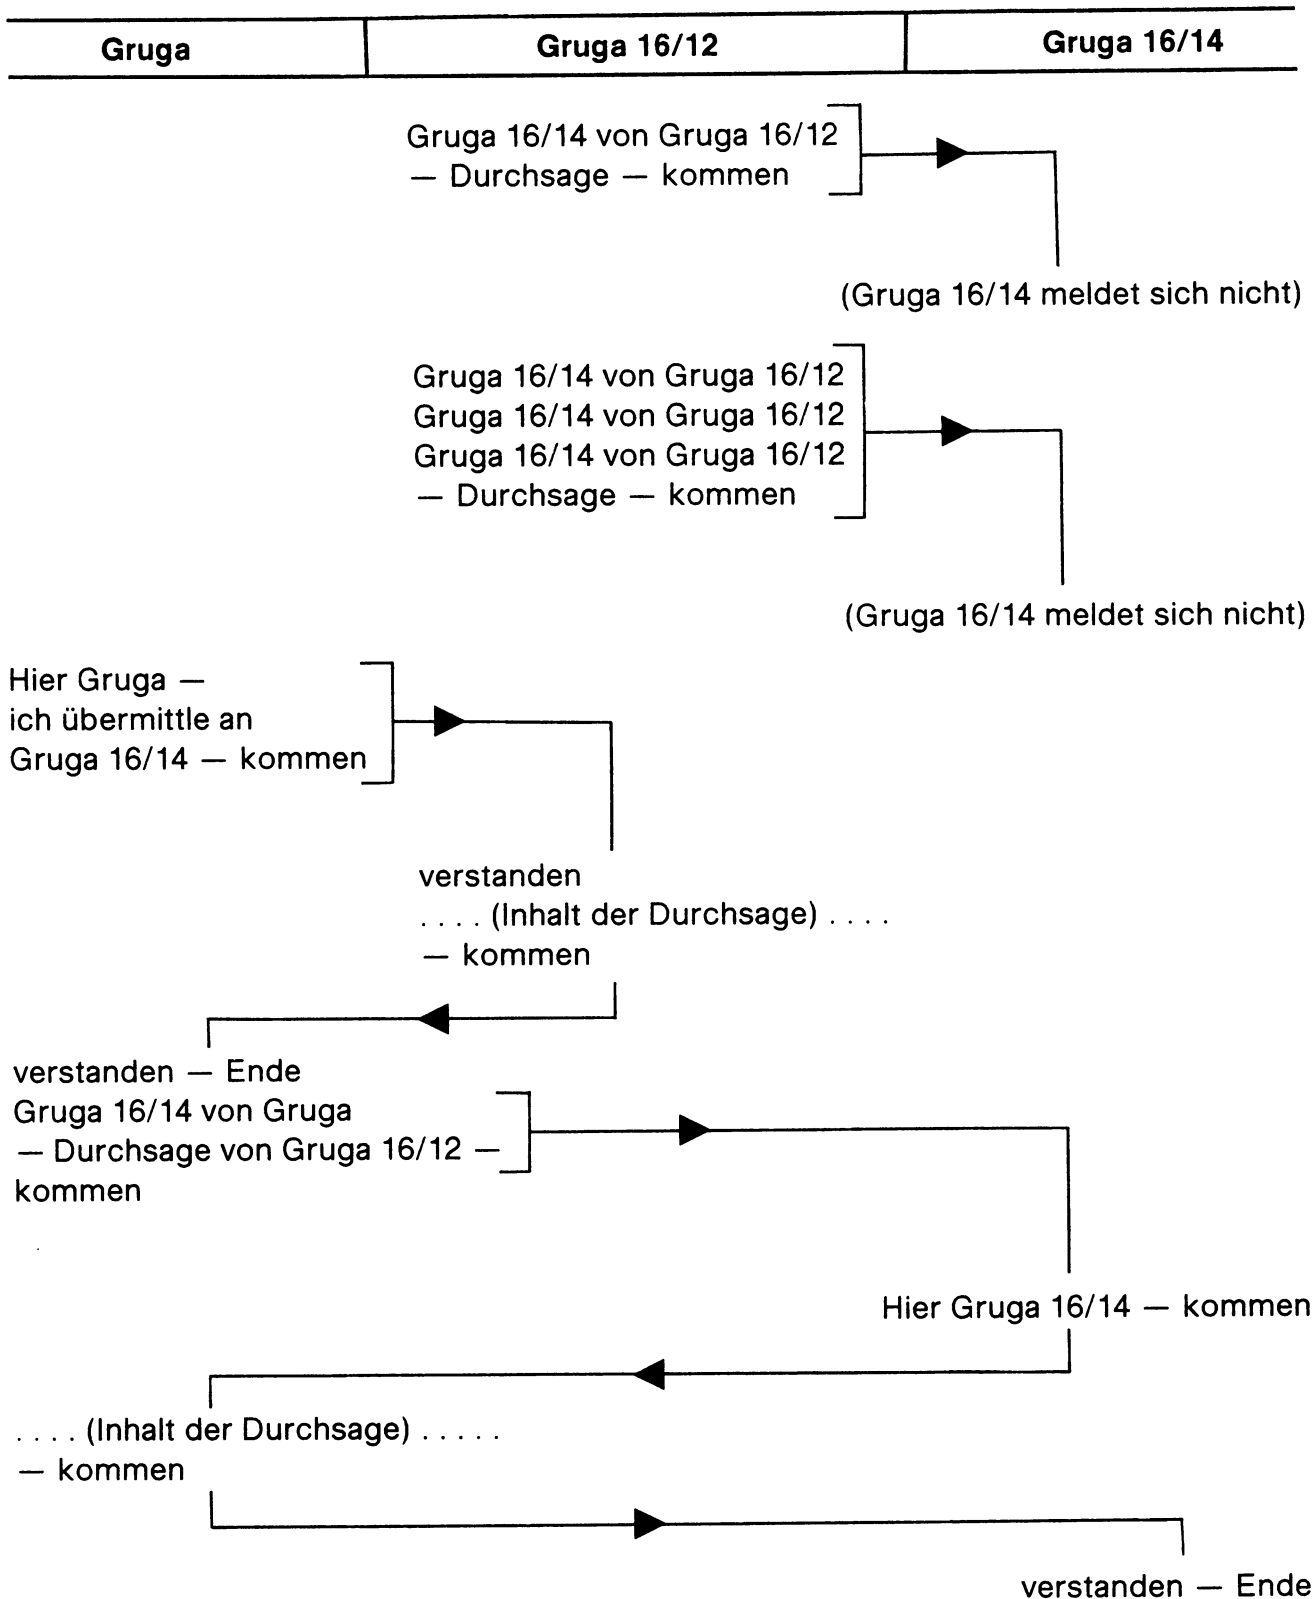 Gruga
Gruga 16/12
Gruga 16/14
Gruga 16/14 von Gruga 16/12
— Durchsage — kommen
(Gruga 16/14 meldet sich nicht)
Gruga 16/14 von Gruga 16/12
Gruga 16/14 von Gruga 16/12
Gruga 16/14 von Gruga 16/12
— Durchsage — kommen
(Gruga 16/14 meldet sich nicht)
Hier Gruga —
ich übermittle an
Gruga 16/14 — kommen
verstanden
. . . . (Inhalt der Durchsage) . . . .
— kommen
verstanden — Ende
Gruga 16/14 von Gruga
— Durchsage von Gruga 16/12 —
kommen
Hier Gruga 16/14 — kommen
. . . . (Inhalt der Durchsage) . . . . .
— kommen
verstanden — Ende